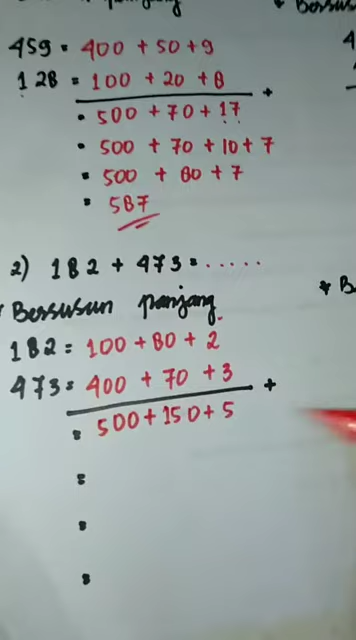 Bersus
459 = 400 + 50 + 9
128 = 100 + 20 + 8 +
= 500 + 70 + 17
= 500 + 70 + 10 + 7
= 500 + 80 + 7
= 587
2) 182 + 473 = ......
Bersusun panjang
182 = 100 + 80 + 2
473 = 400 + 70 + 3 +
= 500 + 150 + 5
=
=
=